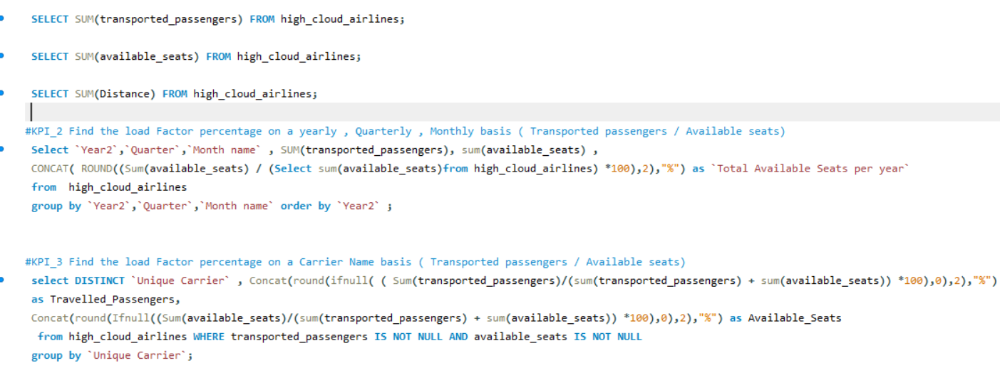 SELECT SUM(transported_passengers) FROM high_cloud_airlines;
SELECT SUM(available_seats) FROM high_cloud_airlines;
SELECT SUM(Distance) FROM high_cloud_airlines;
#KPI_2 Find the load Factor percentage on a yearly , Quarterly , Monthly basis ( Transported passengers / Available seats)
Select `Year2`,`Quarter`,`Month name` , SUM(transported_passengers), sum(available_seats) ,
CONCAT( ROUND((Sum(available_seats) / (Select sum(available_seats)from high_cloud_airlines) *100),2),"%") as `Total Available Seats per year`
from  high_cloud_airlines
group by `Year2`,`Quarter`,`Month name` order by `Year2` ;
#KPI_3 Find the load Factor percentage on a Carrier Name basis ( Transported passengers / Available seats)
select DISTINCT `Unique Carrier` , Concat(round(ifnull( ( Sum(transported_passengers)/(sum(transported_passengers) + sum(available_seats)) *100),0),2),"%")
as Travelled_Passengers,
Concat(round(Ifnull((Sum(available_seats)/(sum(transported_passengers) + sum(available_seats)) *100),0),2),"%") as Available_Seats
from high_cloud_airlines WHERE transported_passengers IS NOT NULL AND available_seats IS NOT NULL
group by `Unique Carrier`;